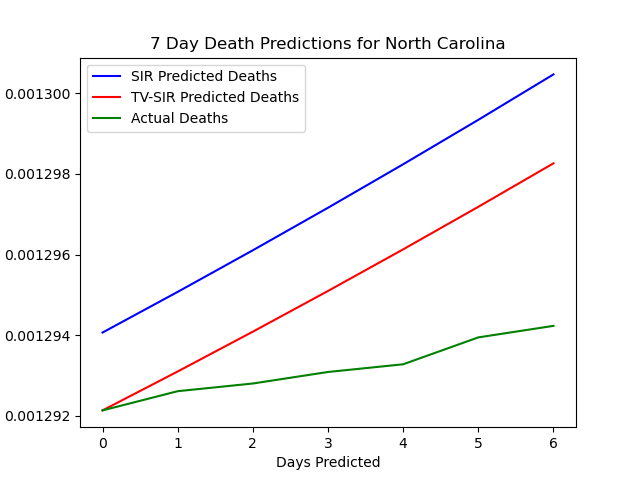 7 Day Death Predictions for North Carolina
SIR Predicted Deaths
TV-SIR Predicted Deaths
Actual Deaths
0.001300
0.001298
0.001296
0.001294
0.001292
0 1 2 3 4 5 6
Days Predicted